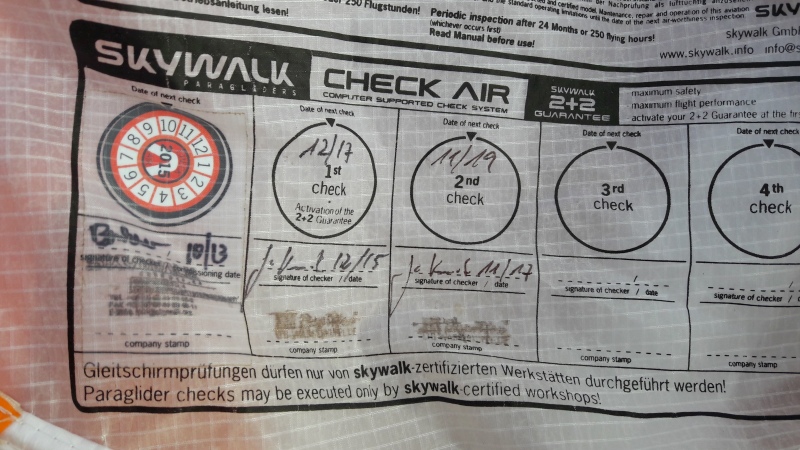 250 Flugstunden!
Periodic inspection after 24 Months or 250 flying hours!
(whichever occurs first)
Read Manual before use!
skywalk
www.skywalk.info
SKYWALK
PARAGLIDERS
CHECK AIR
COMPUTER SUPPORTED CHECK SYSTEM
SKYWALK
2+2
GUARANTEE
maximum safety
maximum flight performance
activate your 2+2 Guarantee at the
Date of next check
8 9 10 11 12 1 2 3 4 5 6 7
2015
10/13
signature of checker
company stamp
Date of next check
12/17
1st
check
Activation of the
2+2 Guarantee
12/15
signature of checker / date
company stamp
Date of next check
11/19
2nd
check
11/17
signature of checker / date
company stamp
Date of next check
3rd
check
signature of checker / date
company stamp
Date of next
4th
check
signature of checker /
company stamp
Gleitschirmprüfungen dürfen nur von skywalk-zertifizierten Werkstätten durchgeführt werden!
Paraglider checks may be executed only by skywalk-certified workshops!